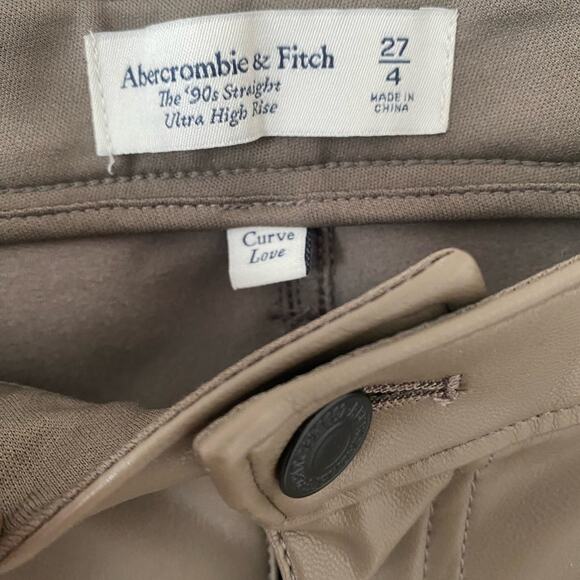 Abercrombie & Fitch
The '90s Straight
Ultra High Rise
27
4
MADE IN
CHINA
Curve
Love